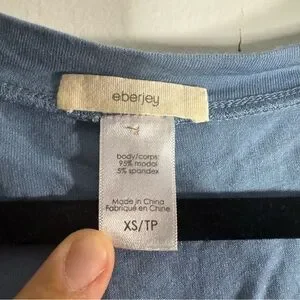 eberjey
body/corps:
95% modal
5% spandex
Made in China
Fabriqué en Chine
XS/TP